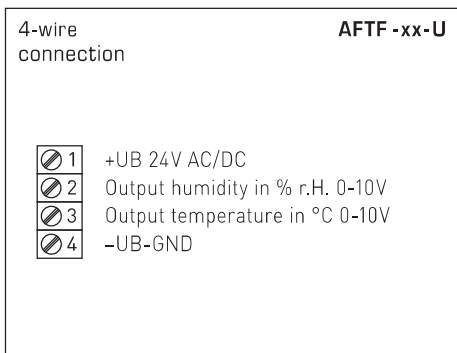 4-wire AFTF-xx-U
connection
1 +UB 24V AC/DC
2 Output humidity in % r.H. 0-10V
3 Output temperature in °C 0-10V
4 –UB-GND